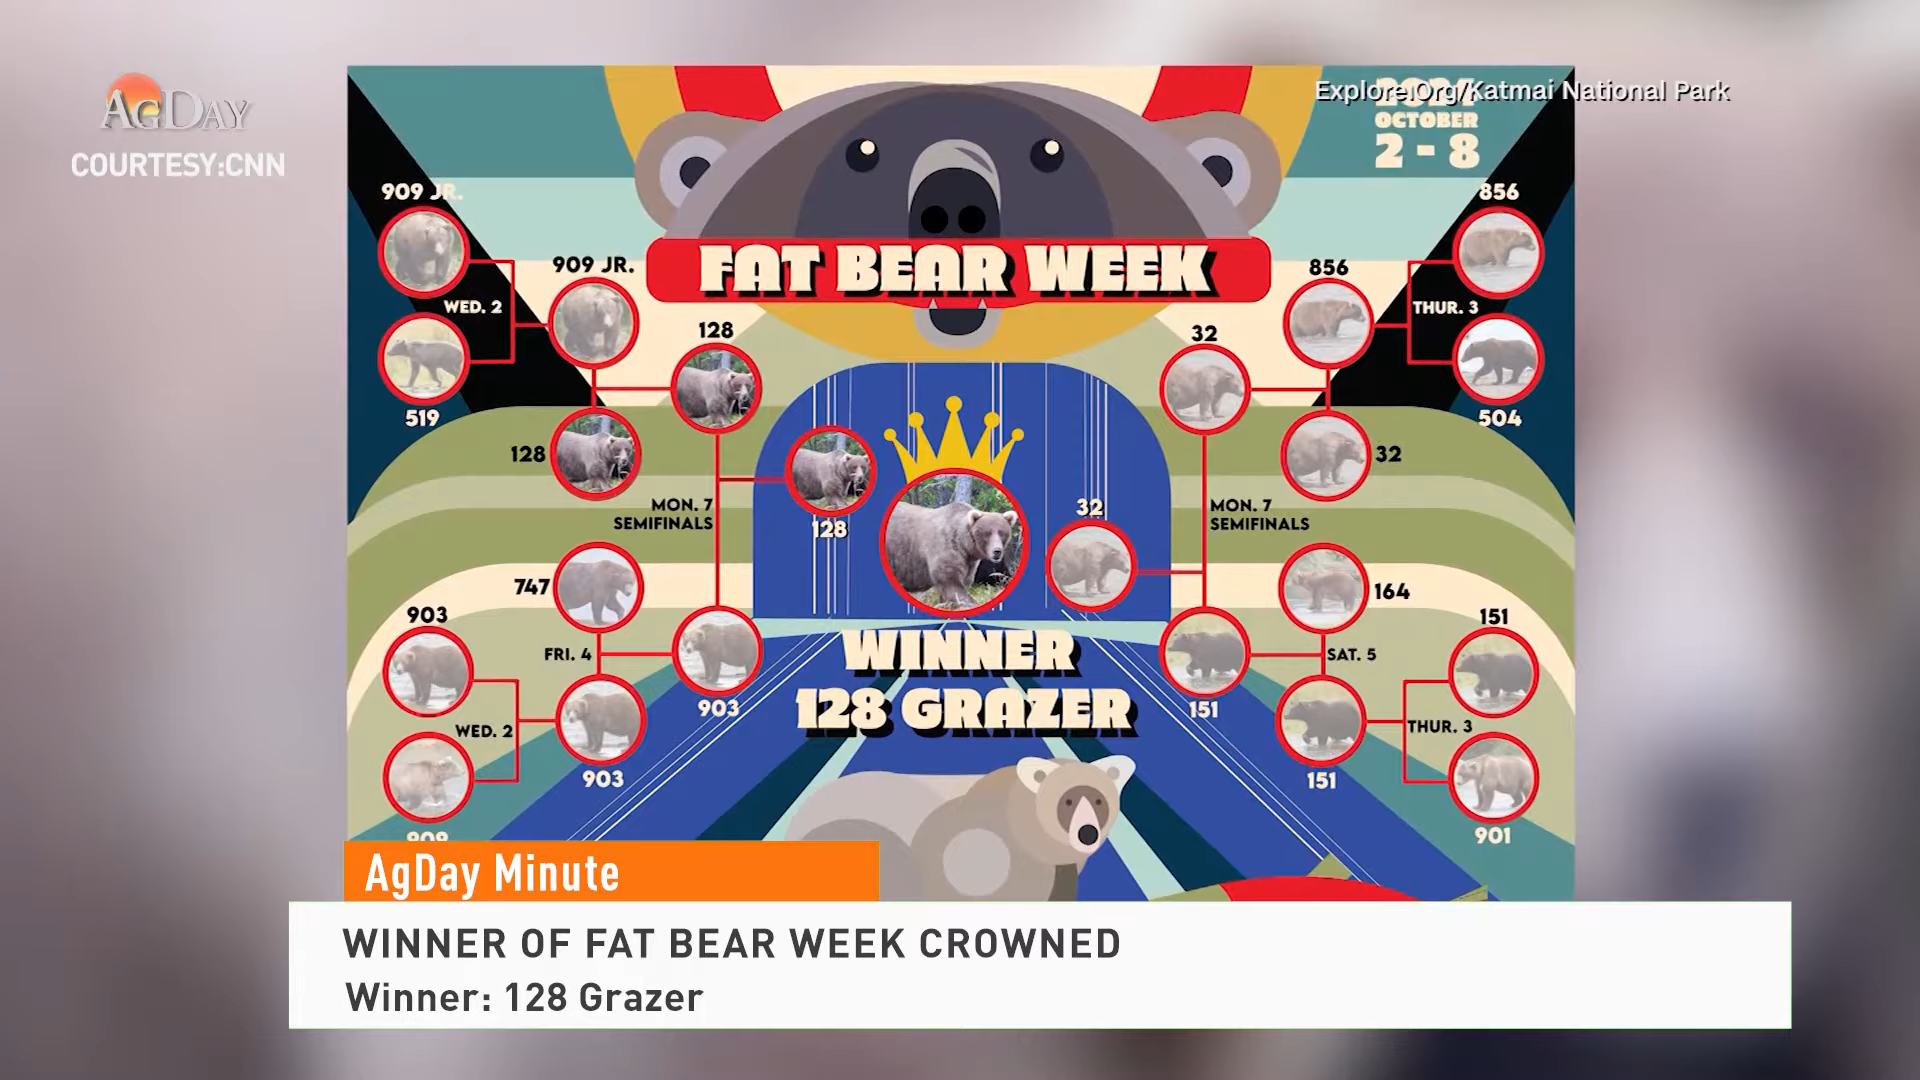 AGDAY
COURTESY:CNN
Explore.Org/Katmai National Park
OCTOBER
2 - 8
FAT BEAR WEEK
909 JR.
WED. 2
519
909 JR.
128
128
MON. 7
SEMIFINALS
128
747
903
FRI. 4
WED. 2
903
903
909
WINNER
128 GRAZER
32
32
856
856
THUR. 3
504
32
MON. 7
SEMIFINALS
164
151
SAT. 5
THUR. 3
151
151
901
AgDay Minute
WINNER OF FAT BEAR WEEK CROWNED
Winner: 128 Grazer